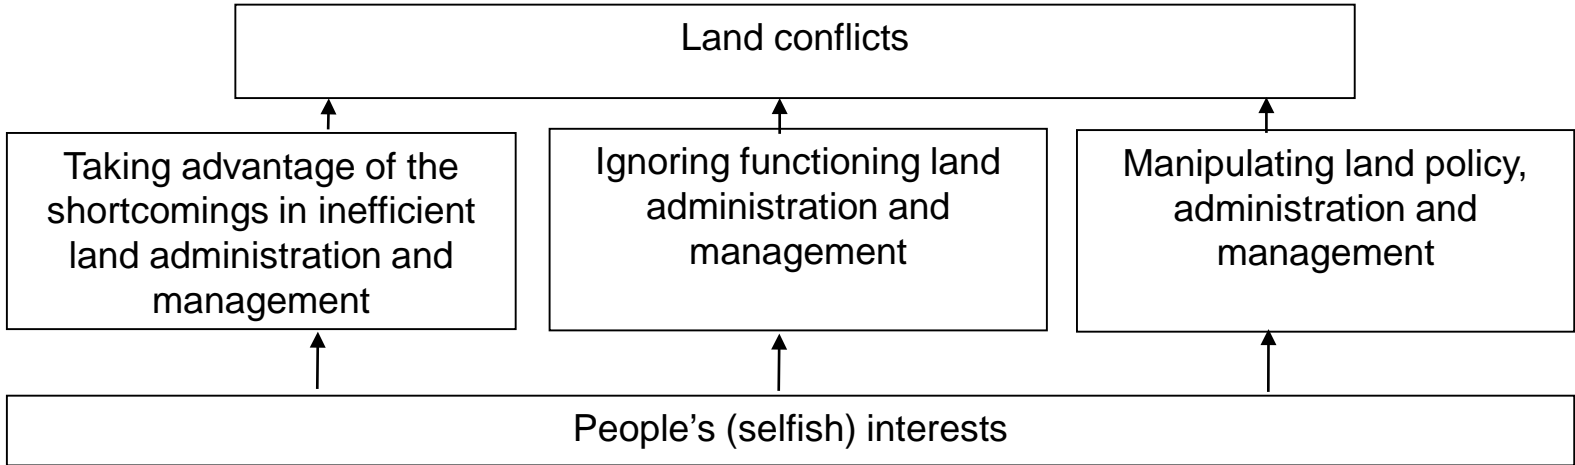 Land conflicts
Taking advantage of the
shortcomings in inefficient
land administration and
management
Ignoring functioning land
administration and
management
Manipulating land policy,
administration and
management
People’s (selfish) interests